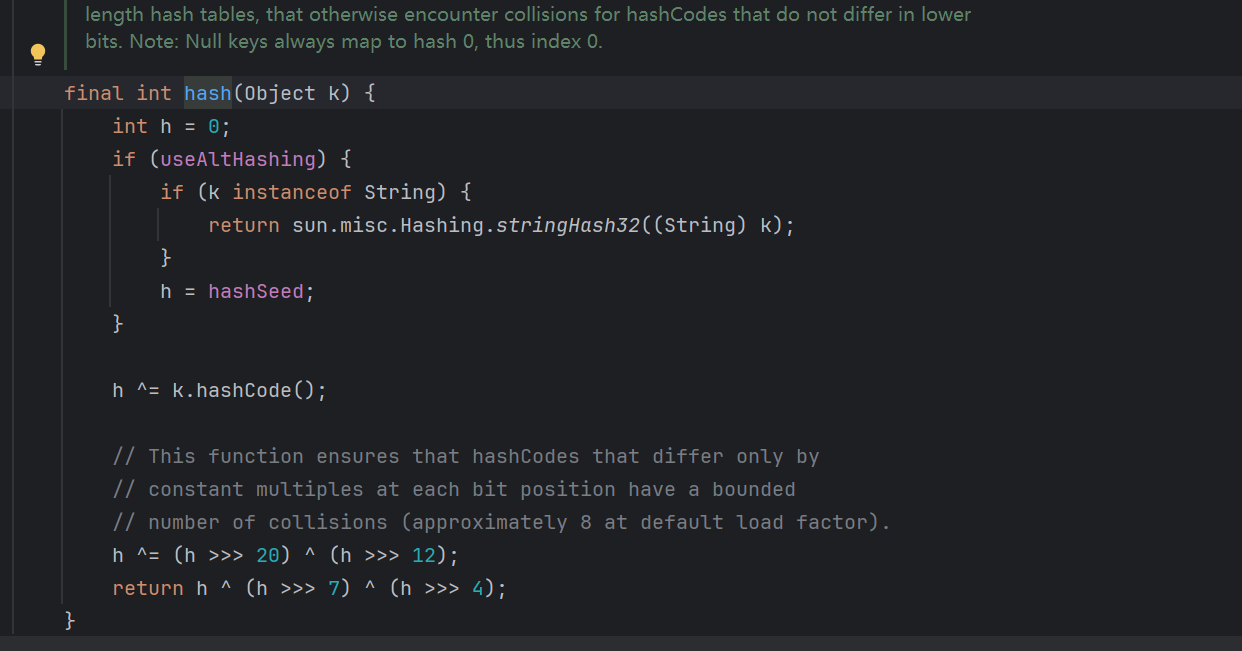 length hash tables, that otherwise encounter collisions for hashCodes that do not differ in lower
bits. Note: Null keys always map to hash 0, thus index 0.
final int hash(Object k) {
    int h = 0;
    if (useAltHashing) {
        if (k instanceof String) {
            return sun.misc.Hashing.stringHash32((String) k);
        }
        h = hashSeed;
    }

    h ^= k.hashCode();

    // This function ensures that hashCodes that differ only by
    // constant multiples at each bit position have a bounded
    // number of collisions (approximately 8 at default load factor).
    h ^= (h >>> 20) ^ (h >>> 12);
    return h ^ (h >>> 7) ^ (h >>> 4);
}